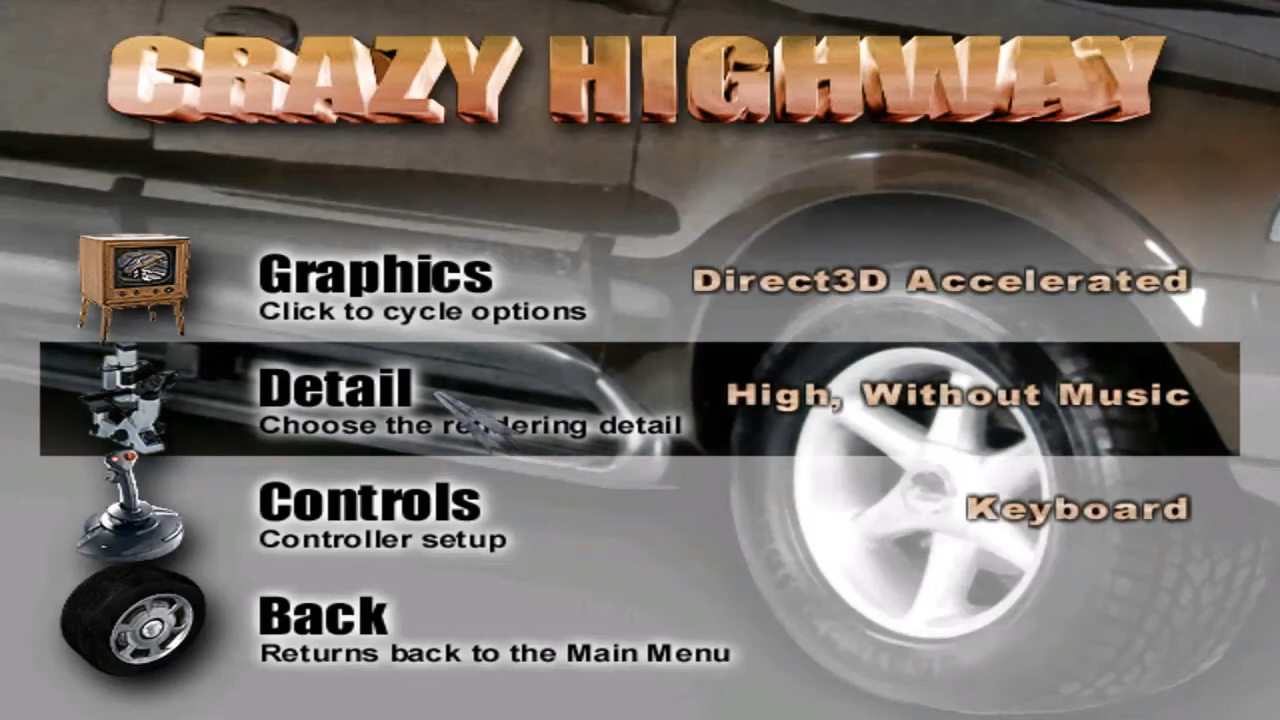 CRAZY HIGHWAY
Graphics
Click to cycle options
Direct3D Accelerated
Detail
Choose the rendering detail
High, Without Music
Controls
Controller setup
Keyboard
Back
Returns back to the Main Menu